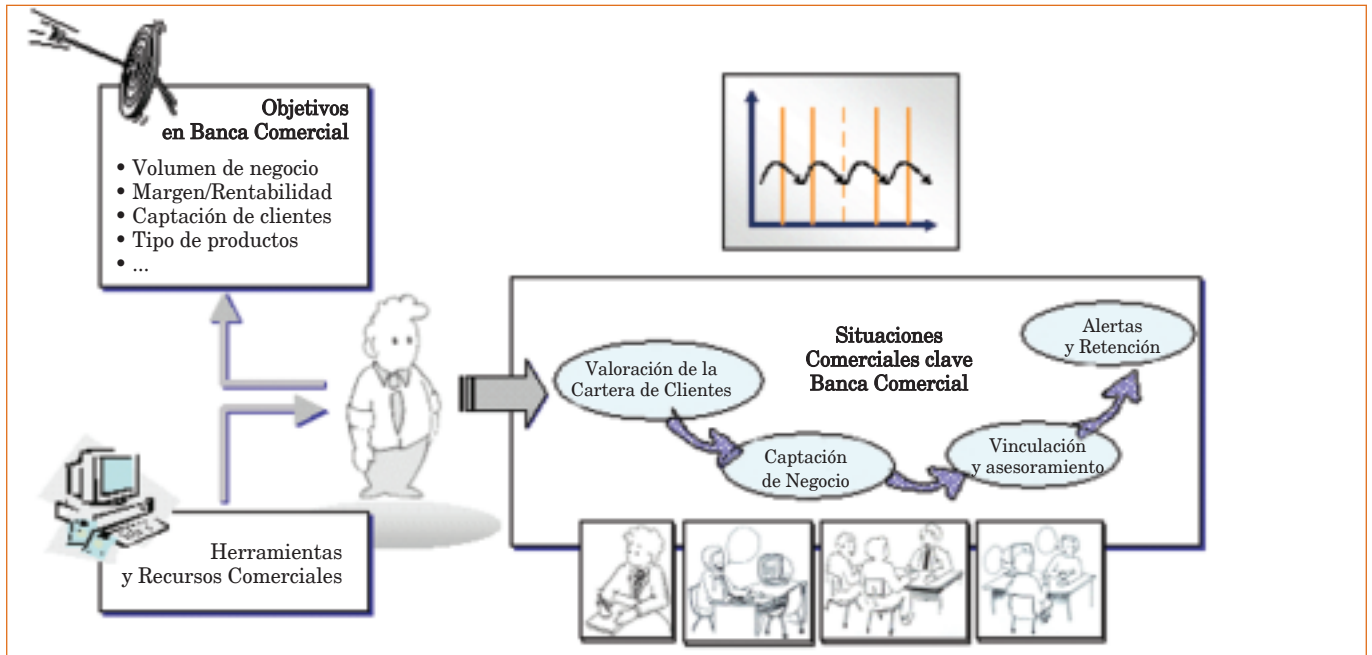 Objetivos
en Banca Comercial
• Volumen de negocio
• Margen/Rentabilidad
• Captación de clientes
• Tipo de productos
• ...
Herramientas
y Recursos Comerciales
Situaciones
Comerciales clave
Banca Comercial
Valoración de la
Cartera de Clientes
Captación
de Negocio
Vinculación
y asesoramiento
Alertas
y Retención